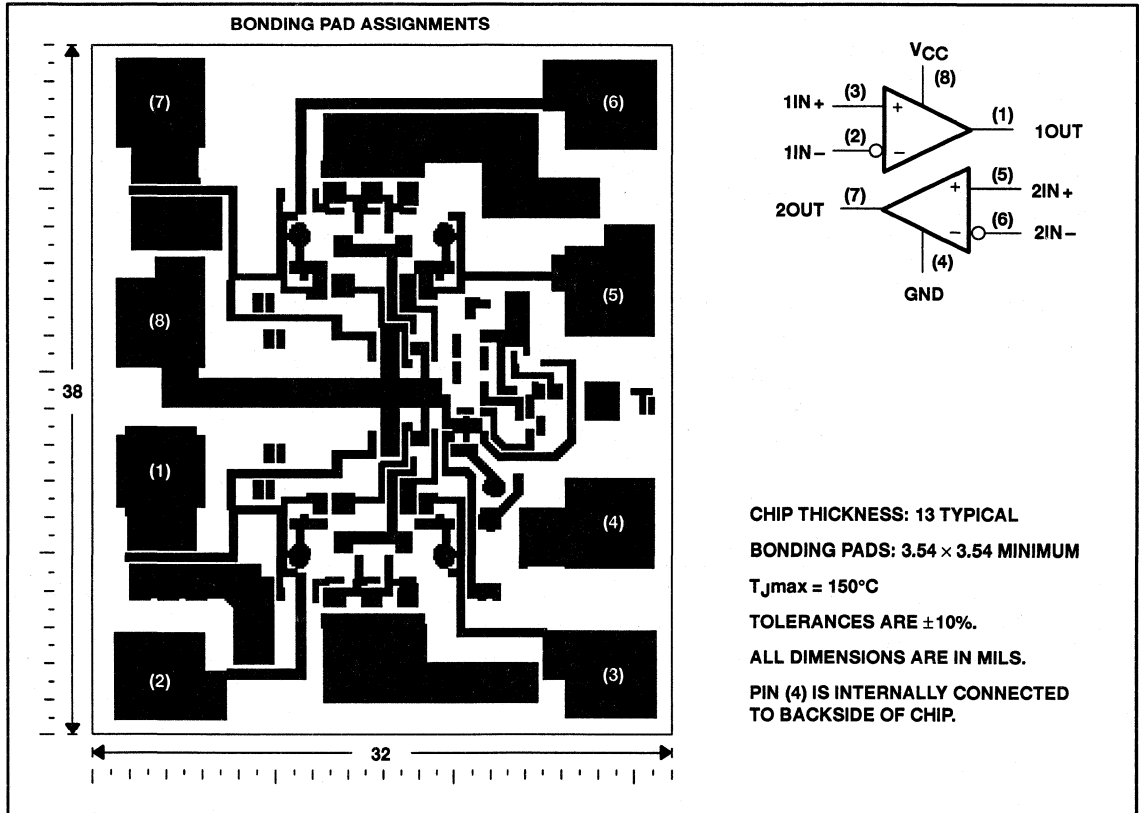 BONDING PAD ASSIGNMENTS
(7)
(6)
(8)
(5)
(1)
(4)
(2)
(3)
38
32
VCC
(8)
1IN+
(3)
+
(1)
1OUT
1IN−
(2)
−
(7)
2OUT
+
(5)
2IN+
−
(6)
2IN−
(4)
GND
CHIP THICKNESS: 13 TYPICAL
BONDING PADS: 3.54 × 3.54 MINIMUM
TJmax = 150°C
TOLERANCES ARE ±10%.
ALL DIMENSIONS ARE IN MILS.
PIN (4) IS INTERNALLY CONNECTED
TO BACKSIDE OF CHIP.